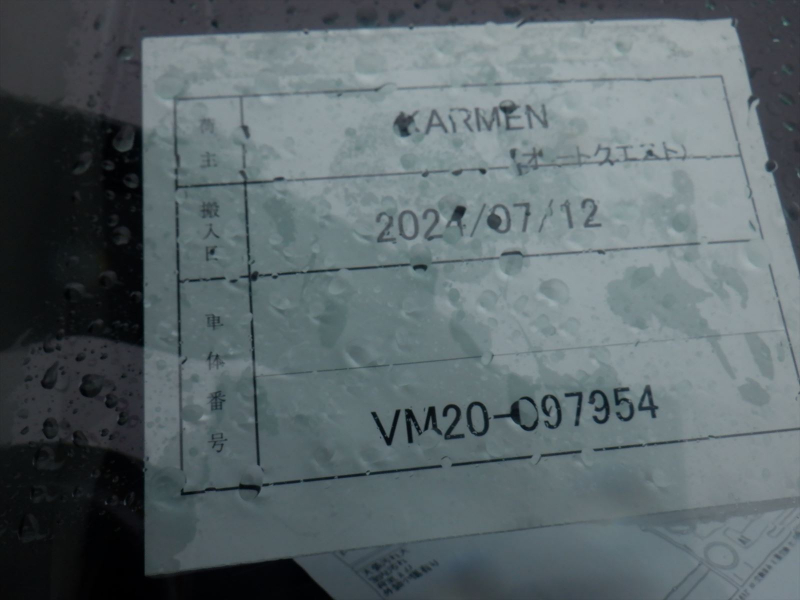 荷主 KARMEN
(オートクエスト)
搬入日 2024/07/12
車体番号
VM20-097954